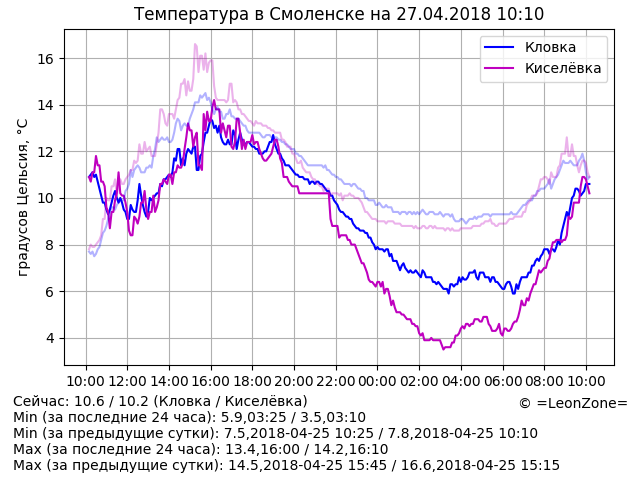 Температура в Смоленске на 27.04.2018 10:10
Кловка
Киселёвка
градусов Цельсия, °C
16
14
12
10
8
6
4
10:00 12:00 14:00 16:00 18:00 20:00 22:00 00:00 02:00 04:00 06:00 08:00 10:00
Сейчас: 10.6 / 10.2 (Кловка / Киселёвка)
© =LeonZone=
Min (за последние 24 часа): 5.9,03:25 / 3.5,03:10
Min (за предыдущие сутки): 7.5,2018-04-25 10:25 / 7.8,2018-04-25 10:10
Max (за последние 24 часа): 13.4,16:00 / 14.2,16:10
Max (за предыдущие сутки): 14.5,2018-04-25 15:45 / 16.6,2018-04-25 15:15